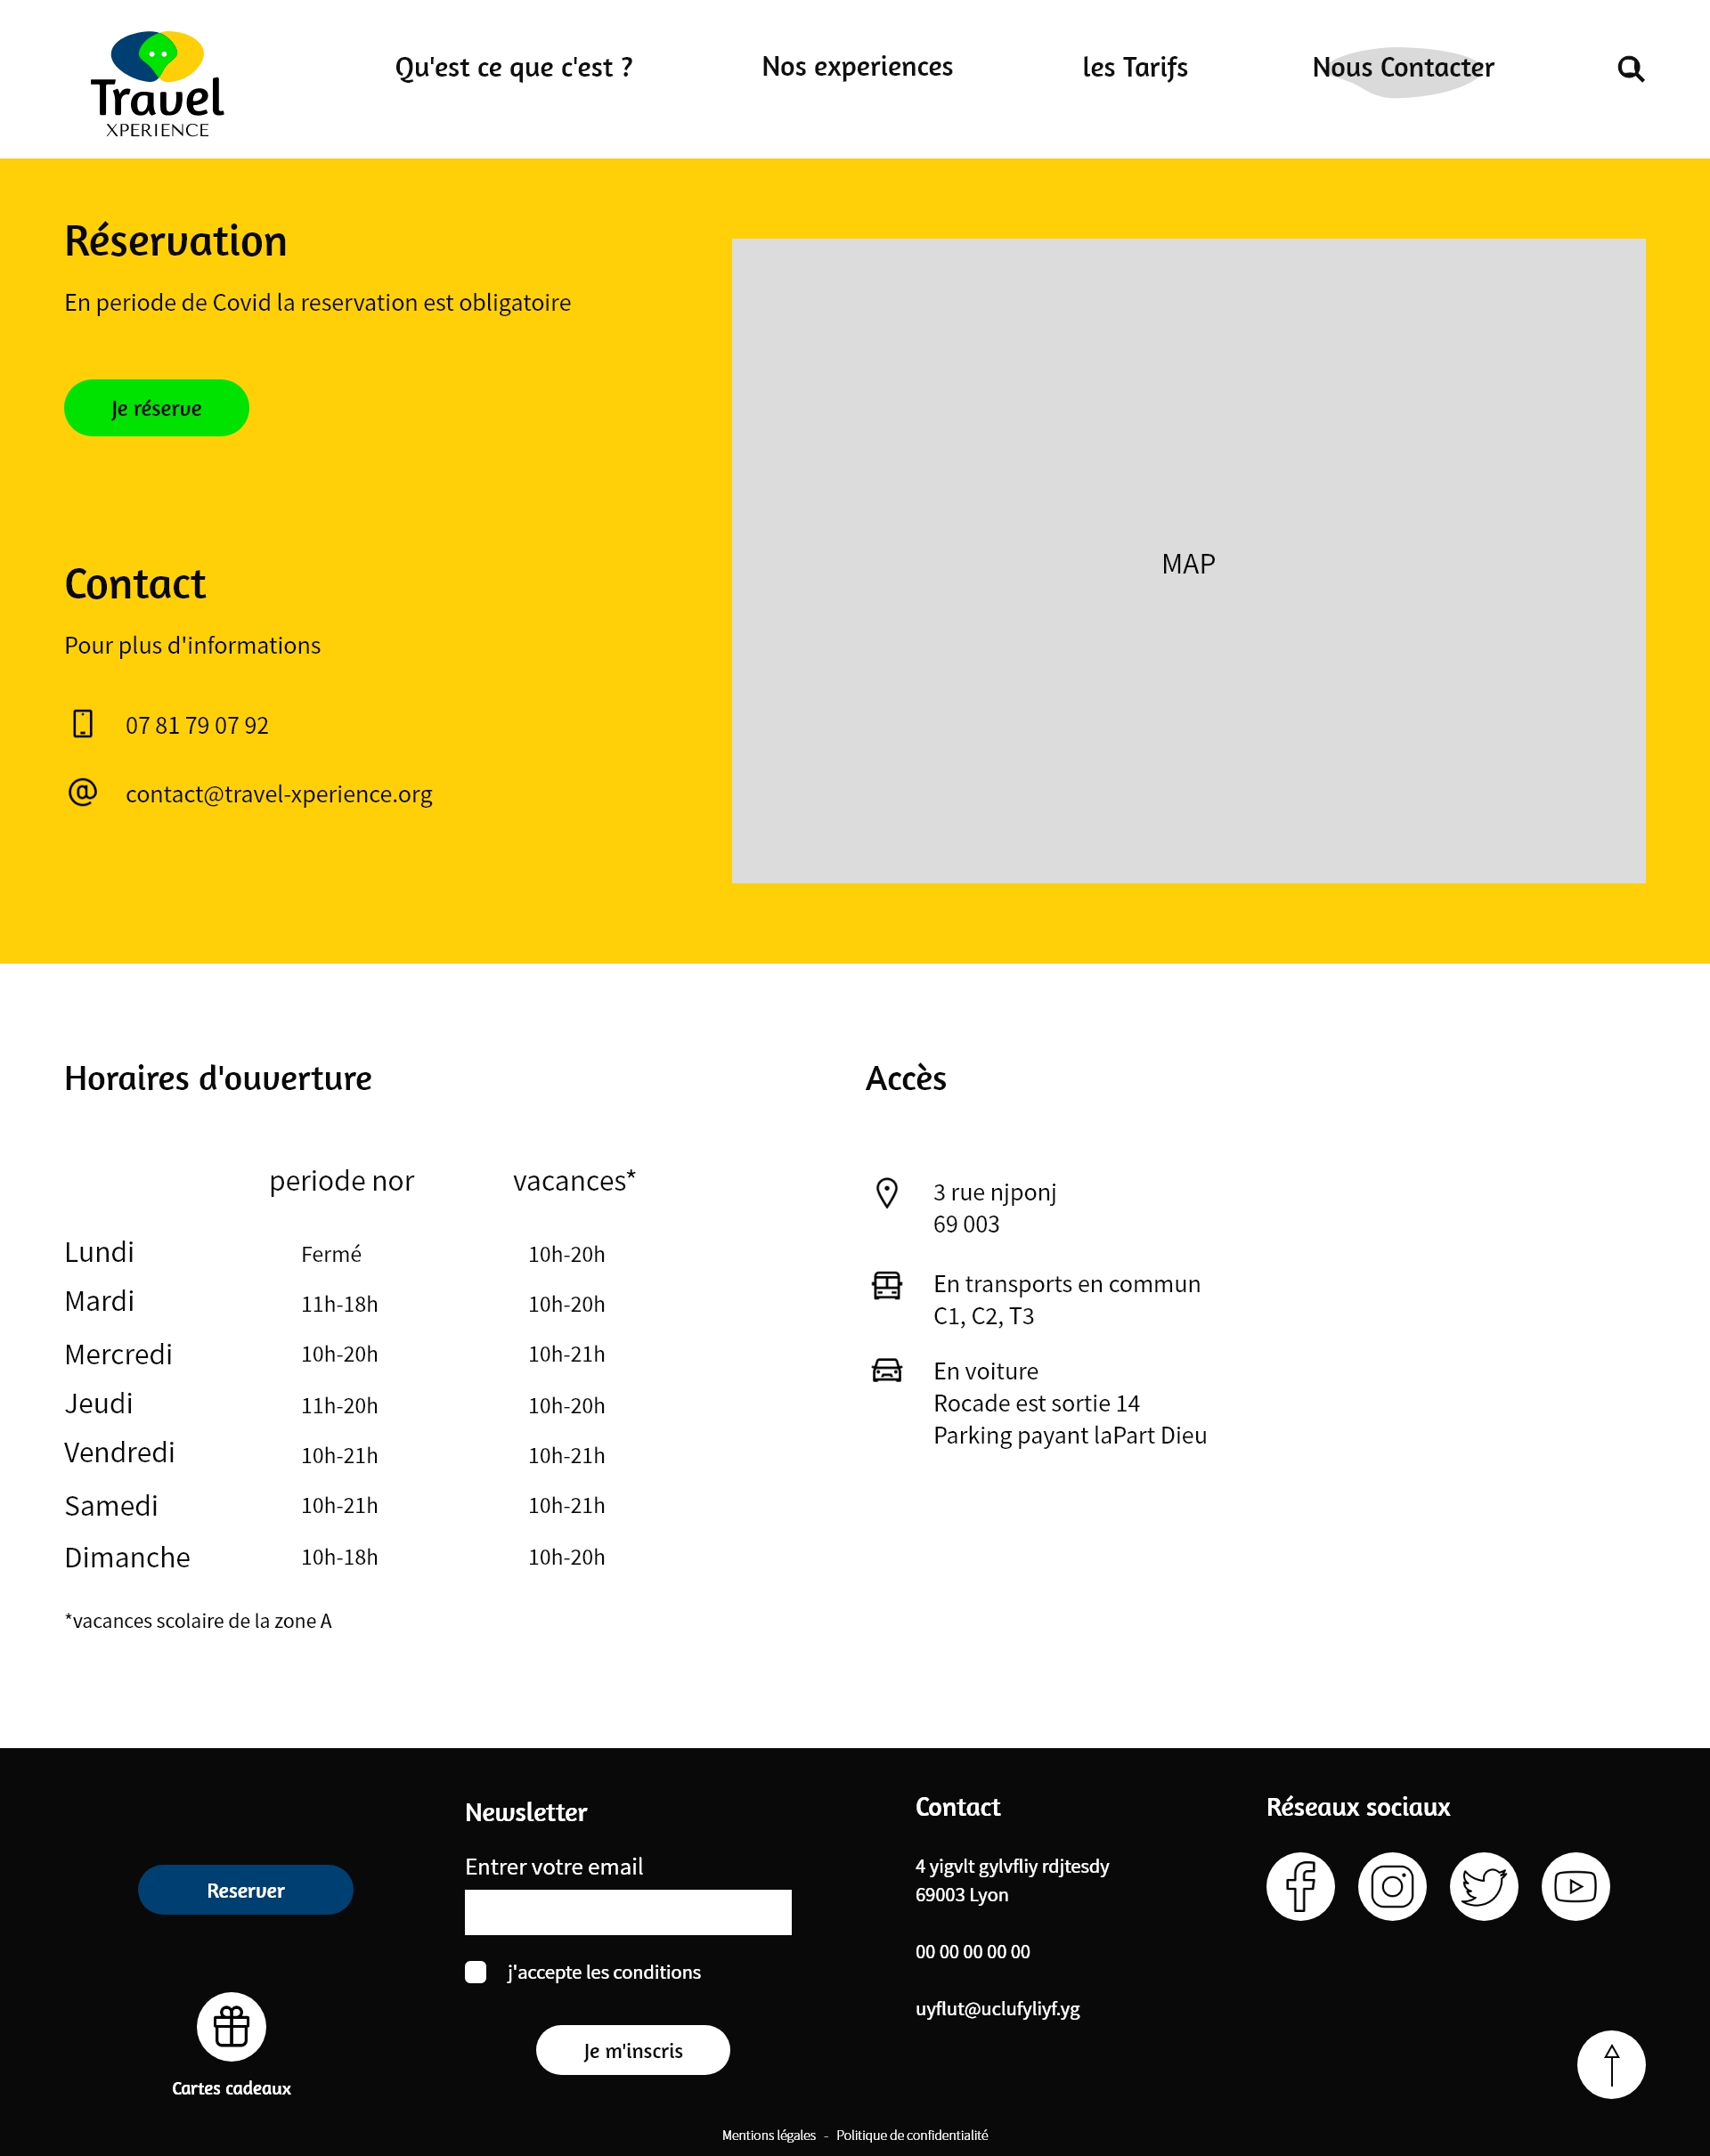 Travel
XPERIENCE
Qu'est ce que c'est ?
Nos experiences
les Tarifs
Nous Contacter
Réservation
En periode de Covid la reservation est obligatoire
Je réserve
MAP
Contact
Pour plus d'informations
07 81 79 07 92
contact@travel-xperience.org
Horaires d'ouverture
periode nor vacances*
Lundi Fermé 10h-20h
Mardi 11h-18h 10h-20h
Mercredi 10h-20h 10h-21h
Jeudi 11h-20h 10h-20h
Vendredi 10h-21h 10h-21h
Samedi 10h-21h 10h-21h
Dimanche 10h-18h 10h-20h
*vacances scolaire de la zone A
Accès
3 rue njponj
69 003
En transports en commun
C1, C2, T3
En voiture
Rocade est sortie 14
Parking payant laPart Dieu
Reserver
Cartes cadeaux
Newsletter
Entrer votre email
j'accepte les conditions
Je m'inscris
Contact
4 yigvlt gylvfliy rdjtesdy
69003 Lyon
00 00 00 00 00
uyflut@uclufyliyf.yg
Réseaux sociaux
Mentions légales - Politique de confidentialité